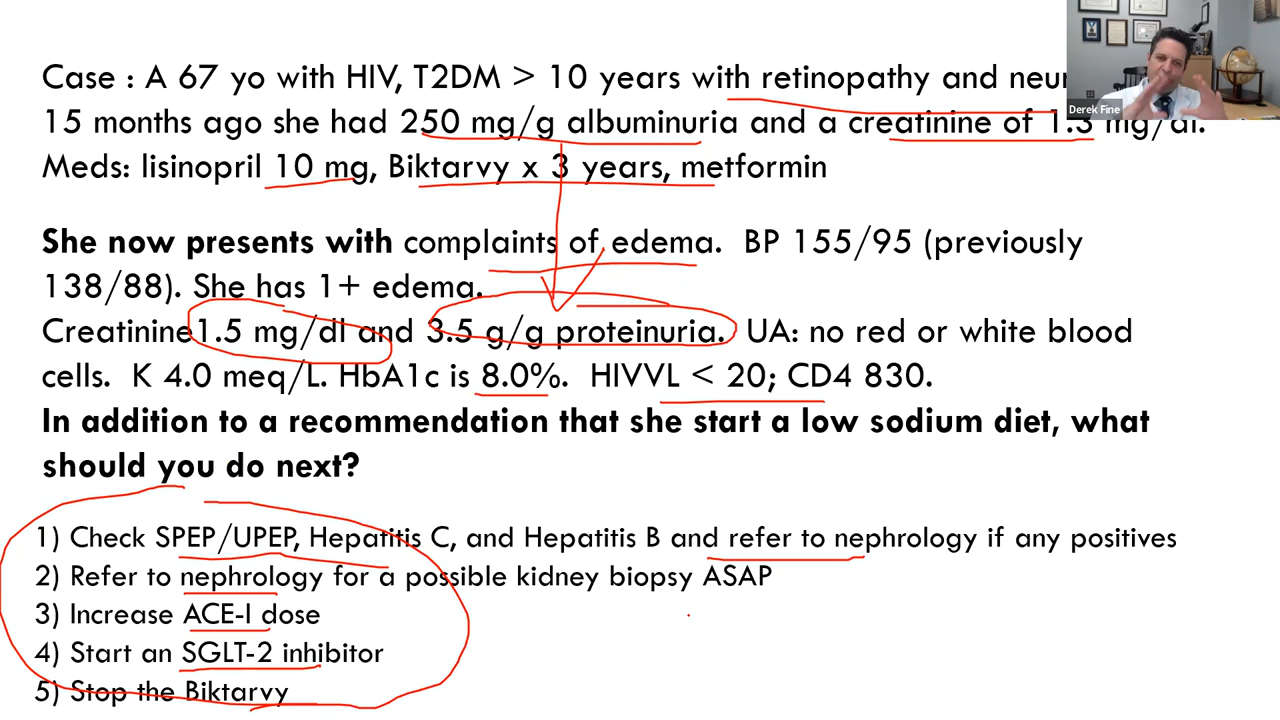 Case : A 67 yo with HIV, T2DM > 10 years with retinopathy and neur
15 months ago she had 250 mg/g albuminuria and a creatinine of 1.3 mg/dl.
Meds: lisinopril 10 mg, Biktarvy x 3 years, metformin
She now presents with complaints of edema. BP 155/95 (previously
138/88). She has 1+ edema.
Creatinine 1.5 mg/dl and 3.5 g/g proteinuria. UA: no red or white blood
cells. K 4.0 meq/L. HbA1c is 8.0%. HIVVL < 20; CD4 830.
In addition to a recommendation that she start a low sodium diet, what
should you do next?
1) Check SPEP/UPEP, Hepatitis C, and Hepatitis B and refer to nephrology if any positives
2) Refer to nephrology for a possible kidney biopsy ASAP
3) Increase ACE-I dose
4) Start an SGLT-2 inhibitor
5) Stop the Biktarvy
Derek Fine